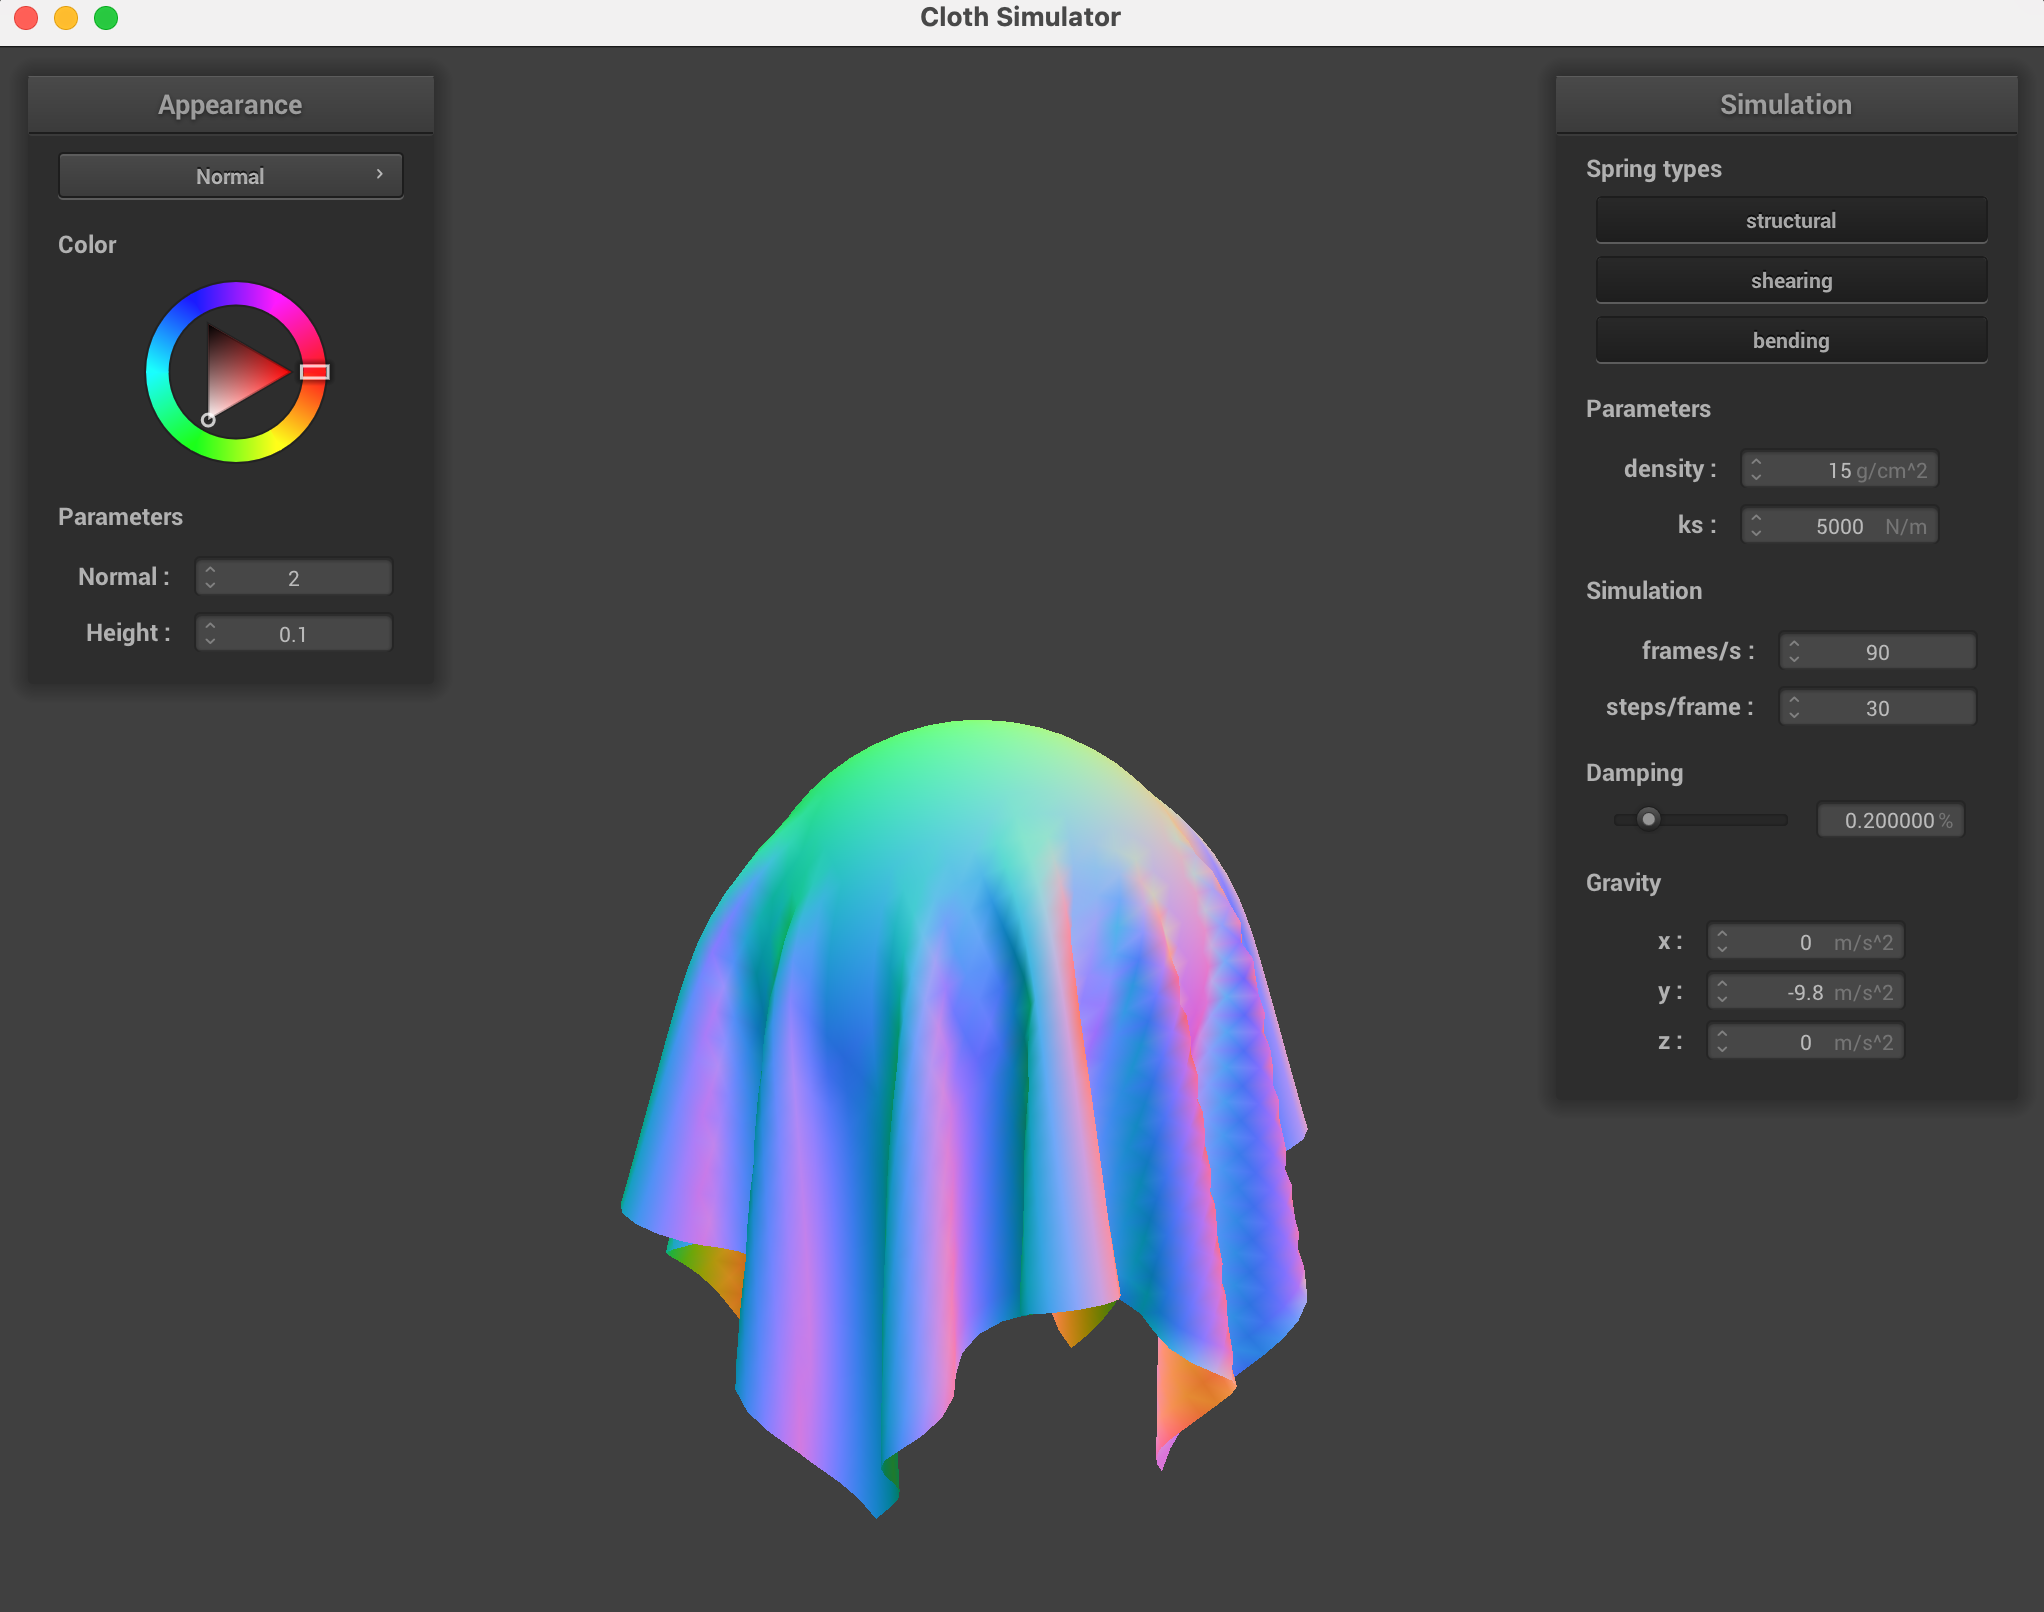 Cloth Simulator
Appearance
Normal
Color
Parameters
Normal :
2
Height :
0.1
Simulation
Spring types
structural
shearing
bending
Parameters
density :
15 g/cm^2
ks :
5000 N/m
Simulation
frames/s :
90
steps/frame :
30
Damping
0.200000 %
Gravity
x :
0 m/s^2
y :
-9.8 m/s^2
z :
0 m/s^2